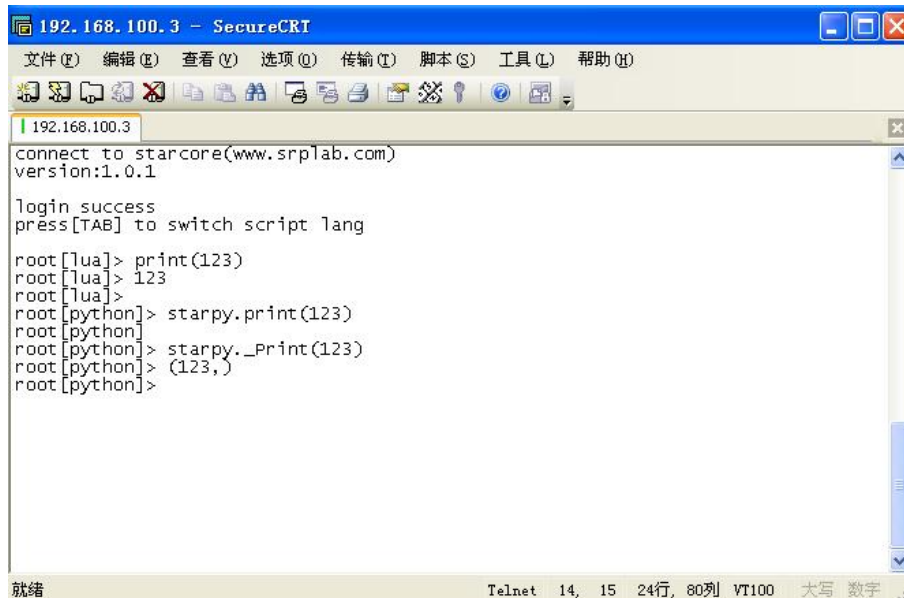 192.168.100.3 - SecureCRT
文件(F) 编辑(E) 查看(V) 选项(O) 传输(T) 脚本(S) 工具(L) 帮助(H)
192.168.100.3
connect to starcore(www.srplab.com)
version:1.0.1
login success
press[TAB] to switch script lang
root[lua]> print(123)
root[lua]> 123
root[lua]>
root[python]> starpy.print(123)
root[python]
root[python]> starpy._Print(123)
root[python]> (123,)
root[python]>
就绪 Telnet 14, 15 24行, 80列 VT100 大写 数字